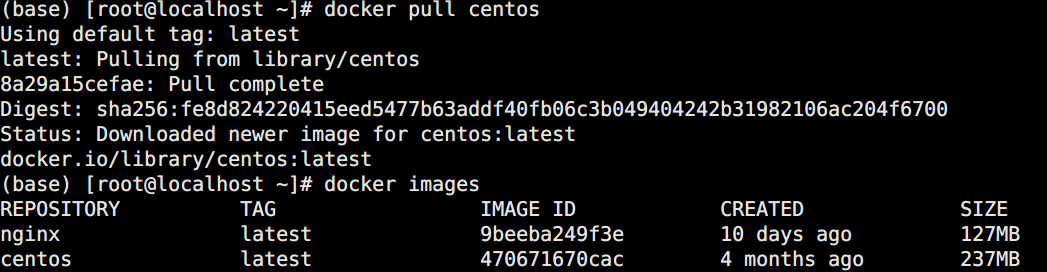 (base) [root@localhost ~]# docker pull centos
Using default tag: latest
latest: Pulling from library/centos
8a29a15cefae: Pull complete
Digest: sha256:fe8d824220415eed5477b63addf40fb06c3b049404242b31982106ac204f6700
Status: Downloaded newer image for centos:latest
docker.io/library/centos:latest
(base) [root@localhost ~]# docker images
REPOSITORY          TAG                 IMAGE ID            CREATED             SIZE
nginx               latest              9beeba249f3e        10 days ago         127MB
centos              latest              470671670cac        4 months ago        237MB